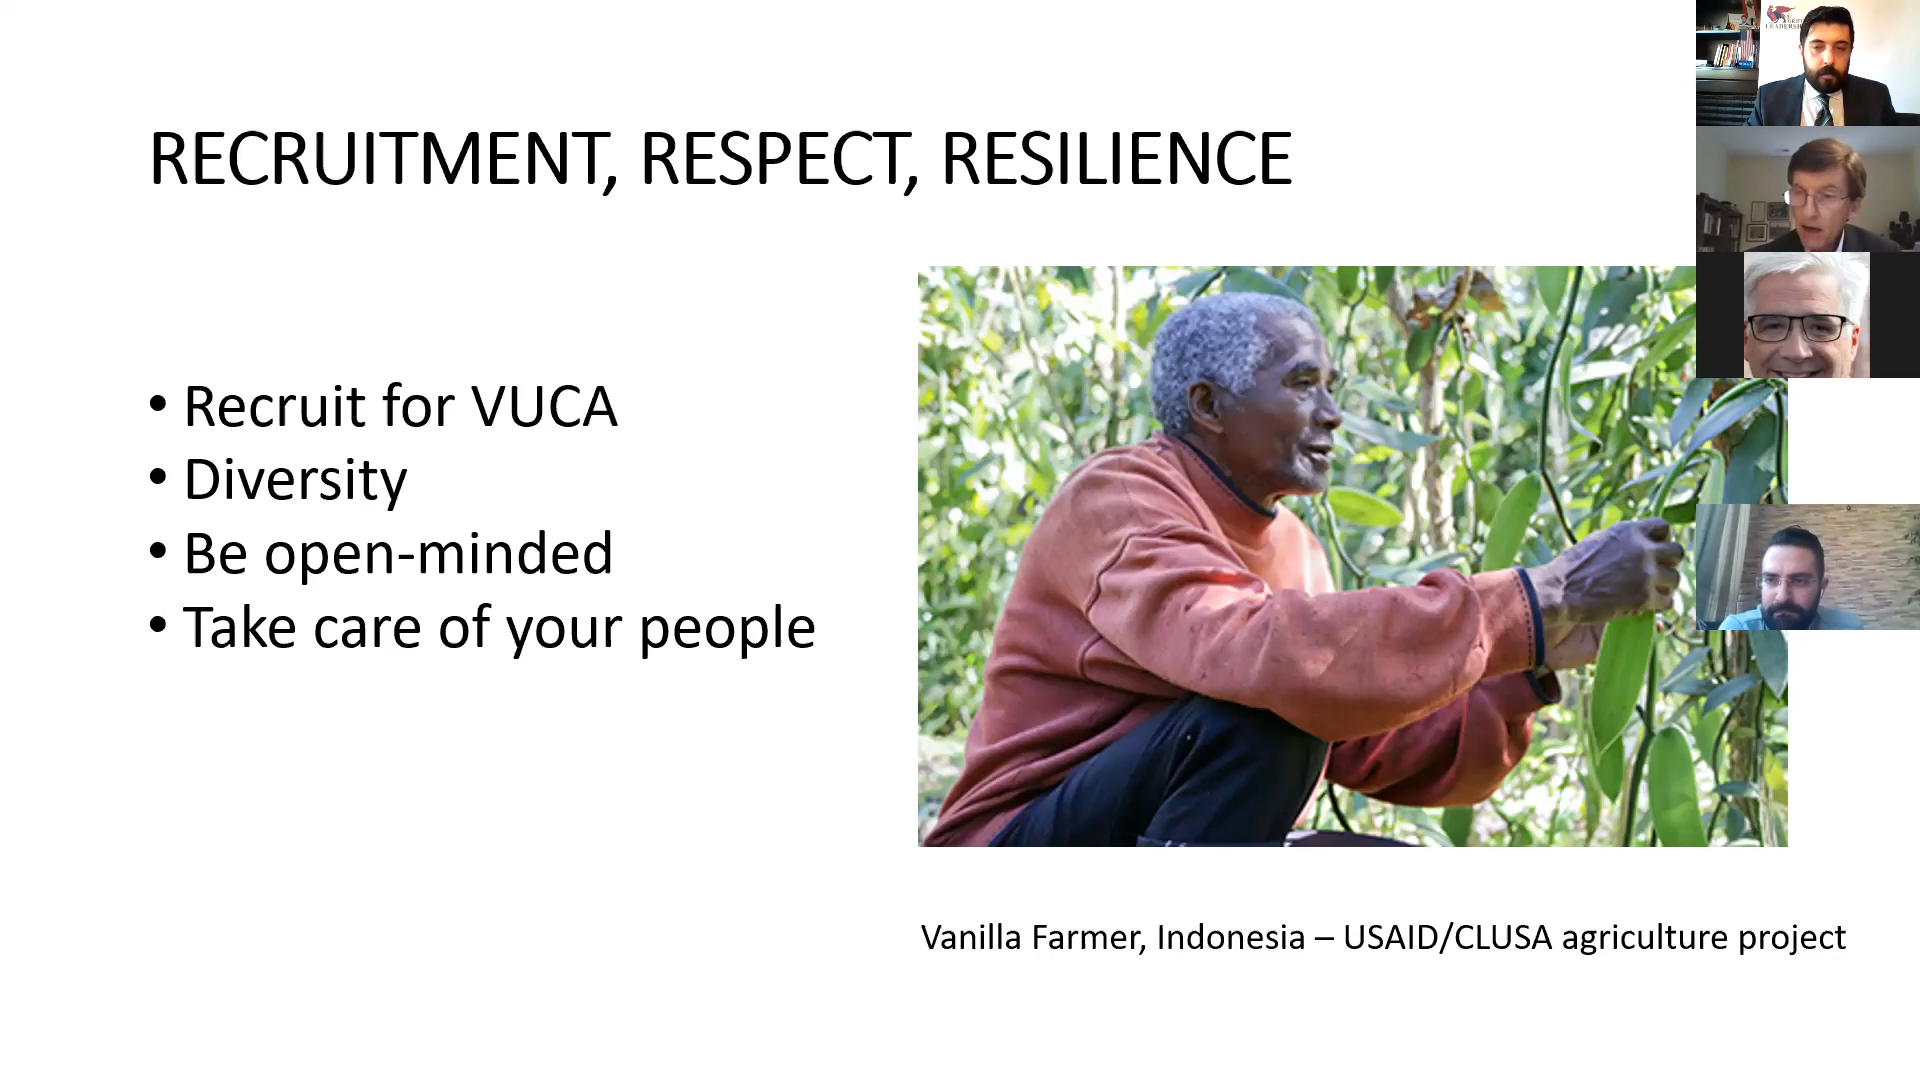 RECRUITMENT, RESPECT, RESILIENCE
• Recruit for VUCA
• Diversity
• Be open-minded
• Take care of your people
Vanilla Farmer, Indonesia – USAID/CLUSA agriculture project